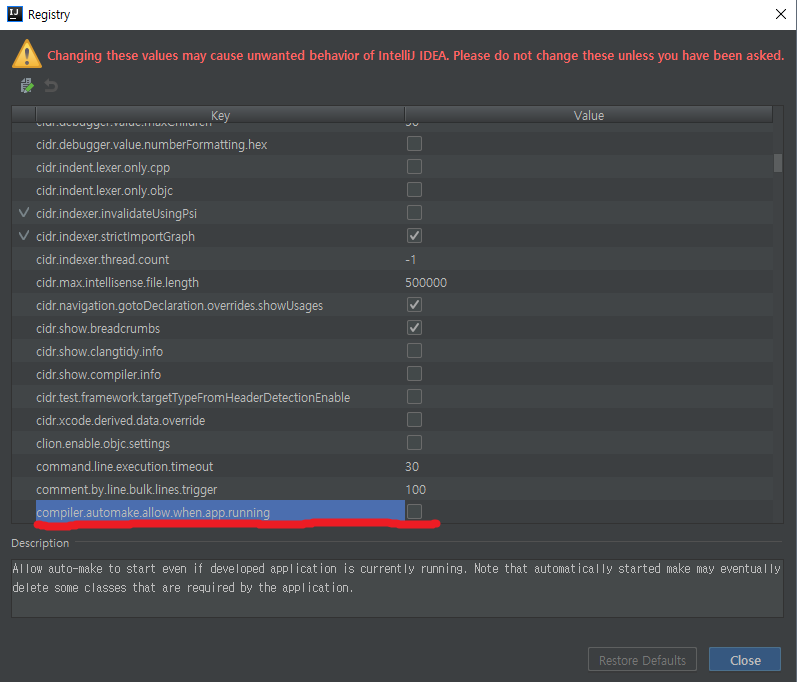 Registry
Changing these values may cause unwanted behavior of IntelliJ IDEA. Please do not change these unless you have been asked.
Key Value
cidr.debugger.value.maxChildren 50
cidr.debugger.value.numberFormatting.hex
cidr.indent.lexer.only.cpp
cidr.indent.lexer.only.objc
cidr.indexer.invalidateUsingPsi
cidr.indexer.strictImportGraph
cidr.indexer.thread.count -1
cidr.max.intellisense.file.length 500000
cidr.navigation.gotoDeclaration.overrides.showUsages
cidr.show.breadcrumbs
cidr.show.clangtidy.info
cidr.show.compiler.info
cidr.test.framework.targetTypeFromHeaderDetectionEnable
cidr.xcode.derived.data.override
clion.enable.objc.settings
command.line.execution.timeout 30
comment.by.line.bulk.lines.trigger 100
compiler.automake.allow.when.app.running
Description
Allow auto-make to start even if developed application is currently running. Note that automatically started make may eventually
delete some classes that are required by the application.
Restore Defaults Close